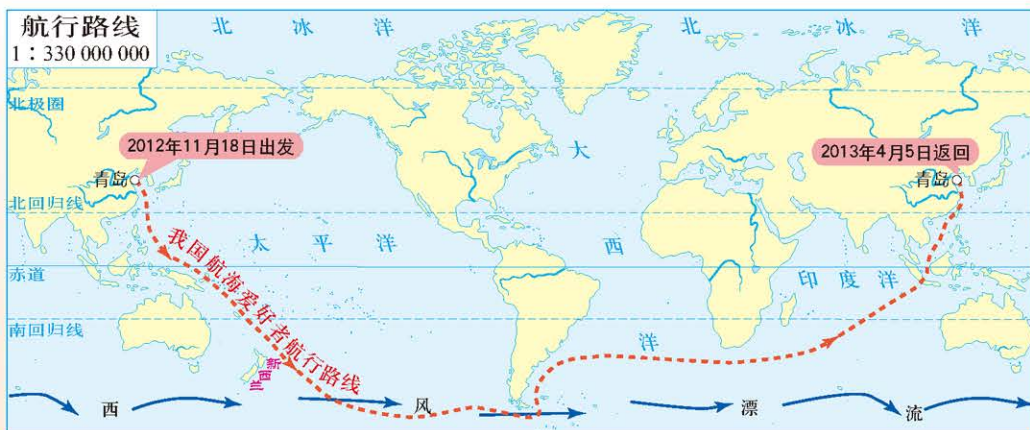 航行路线
1∶330 000 000
北 冰 洋
北 冰 洋
北极圈
2012年11月18日出发
大
2013年4月5日返回
青岛
青岛
北回归线
太 平 洋
西
我国航海爱好者航行路线
赤道
印 度 洋
南回归线
洋
新西兰
西 风 漂 流